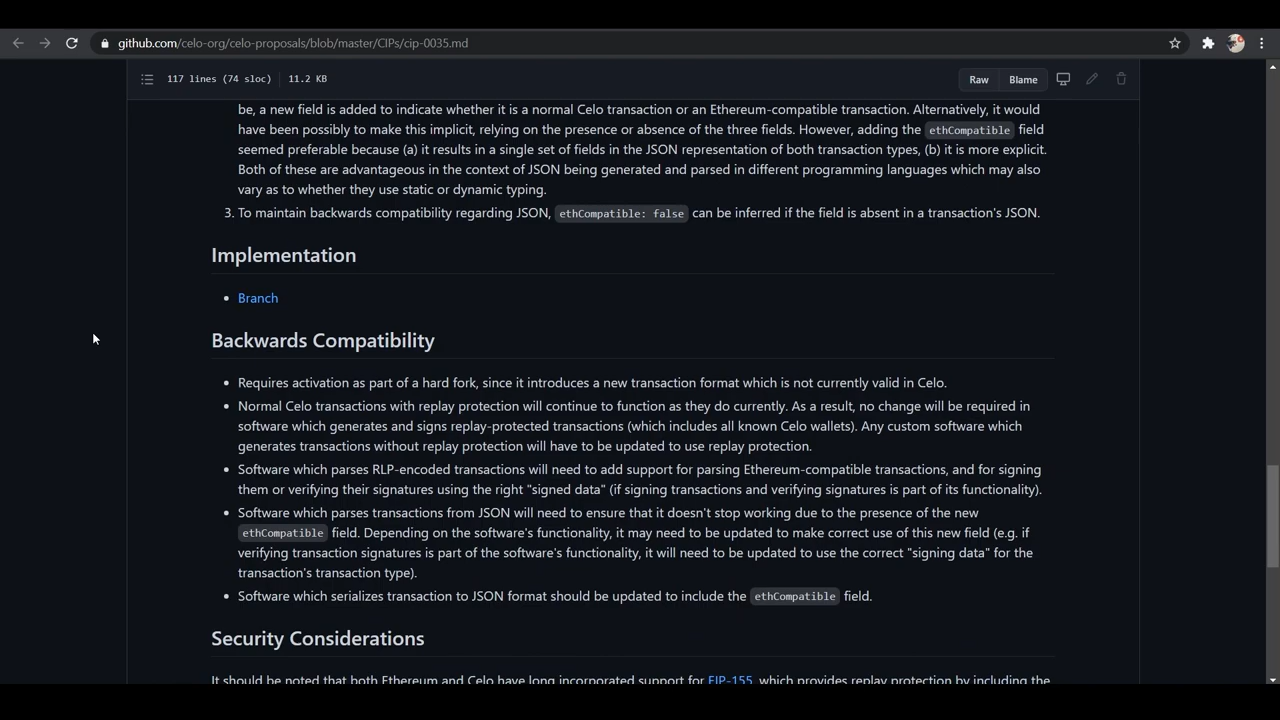 github.com/celo-org/celo-proposals/blob/master/CIPs/cip-0035.md
117 lines (74 sloc) 11.2 KB Raw Blame
be, a new field is added to indicate whether it is a normal Celo transaction or an Ethereum-compatible transaction. Alternatively, it would
have been possibly to make this implicit, relying on the presence or absence of the three fields. However, adding the ethCompatible field
seemed preferable because (a) it results in a single set of fields in the JSON representation of both transaction types, (b) it is more explicit.
Both of these are advantageous in the context of JSON being generated and parsed in different programming languages which may also
vary as to whether they use static or dynamic typing.
3. To maintain backwards compatibility regarding JSON, ethCompatible: false can be inferred if the field is absent in a transaction's JSON.
Implementation
• Branch
Backwards Compatibility
• Requires activation as part of a hard fork, since it introduces a new transaction format which is not currently valid in Celo.
• Normal Celo transactions with replay protection will continue to function as they do currently. As a result, no change will be required in
software which generates and signs replay-protected transactions (which includes all known Celo wallets). Any custom software which
generates transactions without replay protection will have to be updated to use replay protection.
• Software which parses RLP-encoded transactions will need to add support for parsing Ethereum-compatible transactions, and for signing
them or verifying their signatures using the right "signed data" (if signing transactions and verifying signatures is part of its functionality).
• Software which parses transactions from JSON will need to ensure that it doesn't stop working due to the presence of the new
ethCompatible field. Depending on the software's functionality, it may need to be updated to make correct use of this new field (e.g. if
verifying transaction signatures is part of the software's functionality, it will need to be updated to use the correct "signing data" for the
transaction's transaction type).
• Software which serializes transaction to JSON format should be updated to include the ethCompatible field.
Security Considerations
It should be noted that both Ethereum and Celo have long incorporated support for EIP-155, which provides replay protection by including the